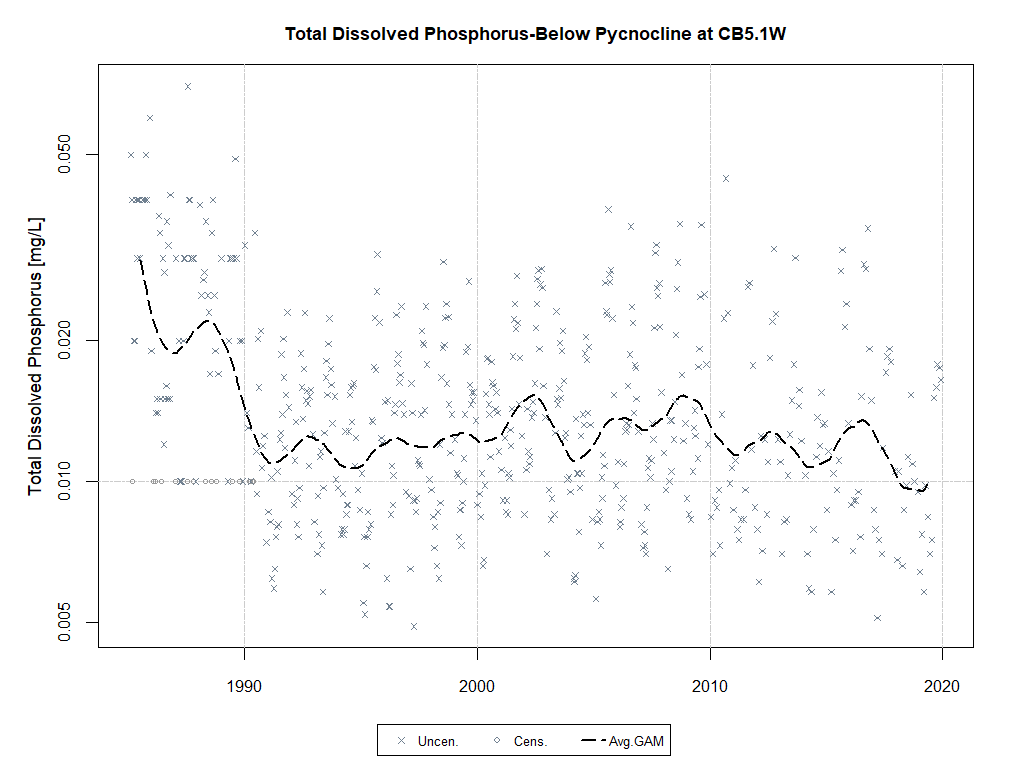 Total Dissolved Phosphorus-Below Pycnocline at CB5.1W
Total Dissolved Phosphorus [mg/L]
0.050
0.020
0.010
0.005
1990
2000
2010
2020
Uncen.
Cens.
Avg.GAM